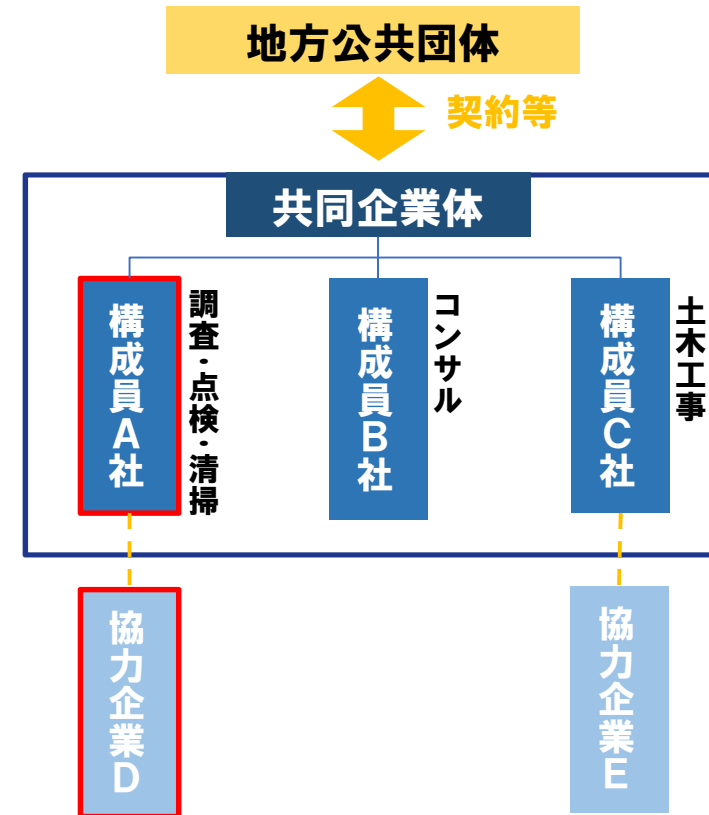 地方公共団体
契約等
共同企業体
構成員A社
調査・点検・清掃
構成員B社
コンサル
構成員C社
土木工事
協力企業D
協力企業E